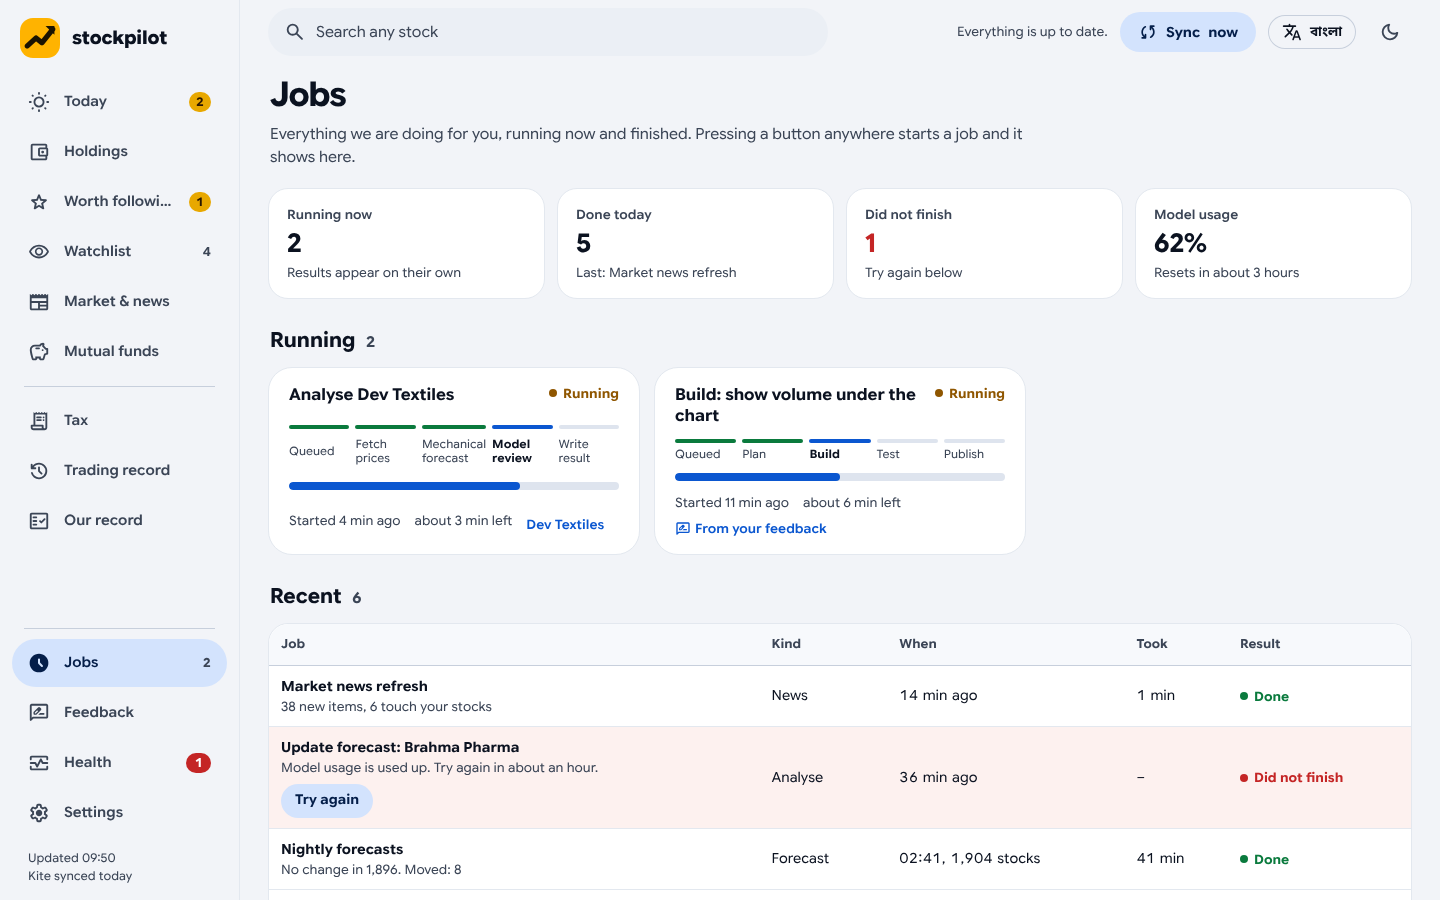 stockpilot
Today 2
Holdings
Worth followi... 1
Watchlist 4
Market & news
Mutual funds
Tax
Trading record
Our record
Jobs 2
Feedback
Health 1
Settings
Updated 09:50
Kite synced today
Search any stock
Everything is up to date.
Sync now
বাংলা
Jobs
Everything we are doing for you, running now and finished. Pressing a button anywhere starts a job and it
shows here.
Running now
2
Results appear on their own
Done today
5
Last: Market news refresh
Did not finish
1
Try again below
Model usage
62%
Resets in about 3 hours
Running 2
Analyse Dev Textiles
Running
Queued
Fetch
prices
Mechanical
forecast
Model
review
Write
result
Started 4 min ago about 3 min left Dev Textiles
Build: show volume under the
chart
Running
Queued Plan Build Test Publish
Started 11 min ago about 6 min left
From your feedback
Recent 6
Job Kind When Took Result
Market news refresh
38 new items, 6 touch your stocks
News 14 min ago 1 min Done
Update forecast: Brahma Pharma
Model usage is used up. Try again in about an hour.
Try again
Analyse 36 min ago – Did not finish
Nightly forecasts
No change in 1,896. Moved: 8
Forecast 02:41, 1,904 stocks 41 min Done